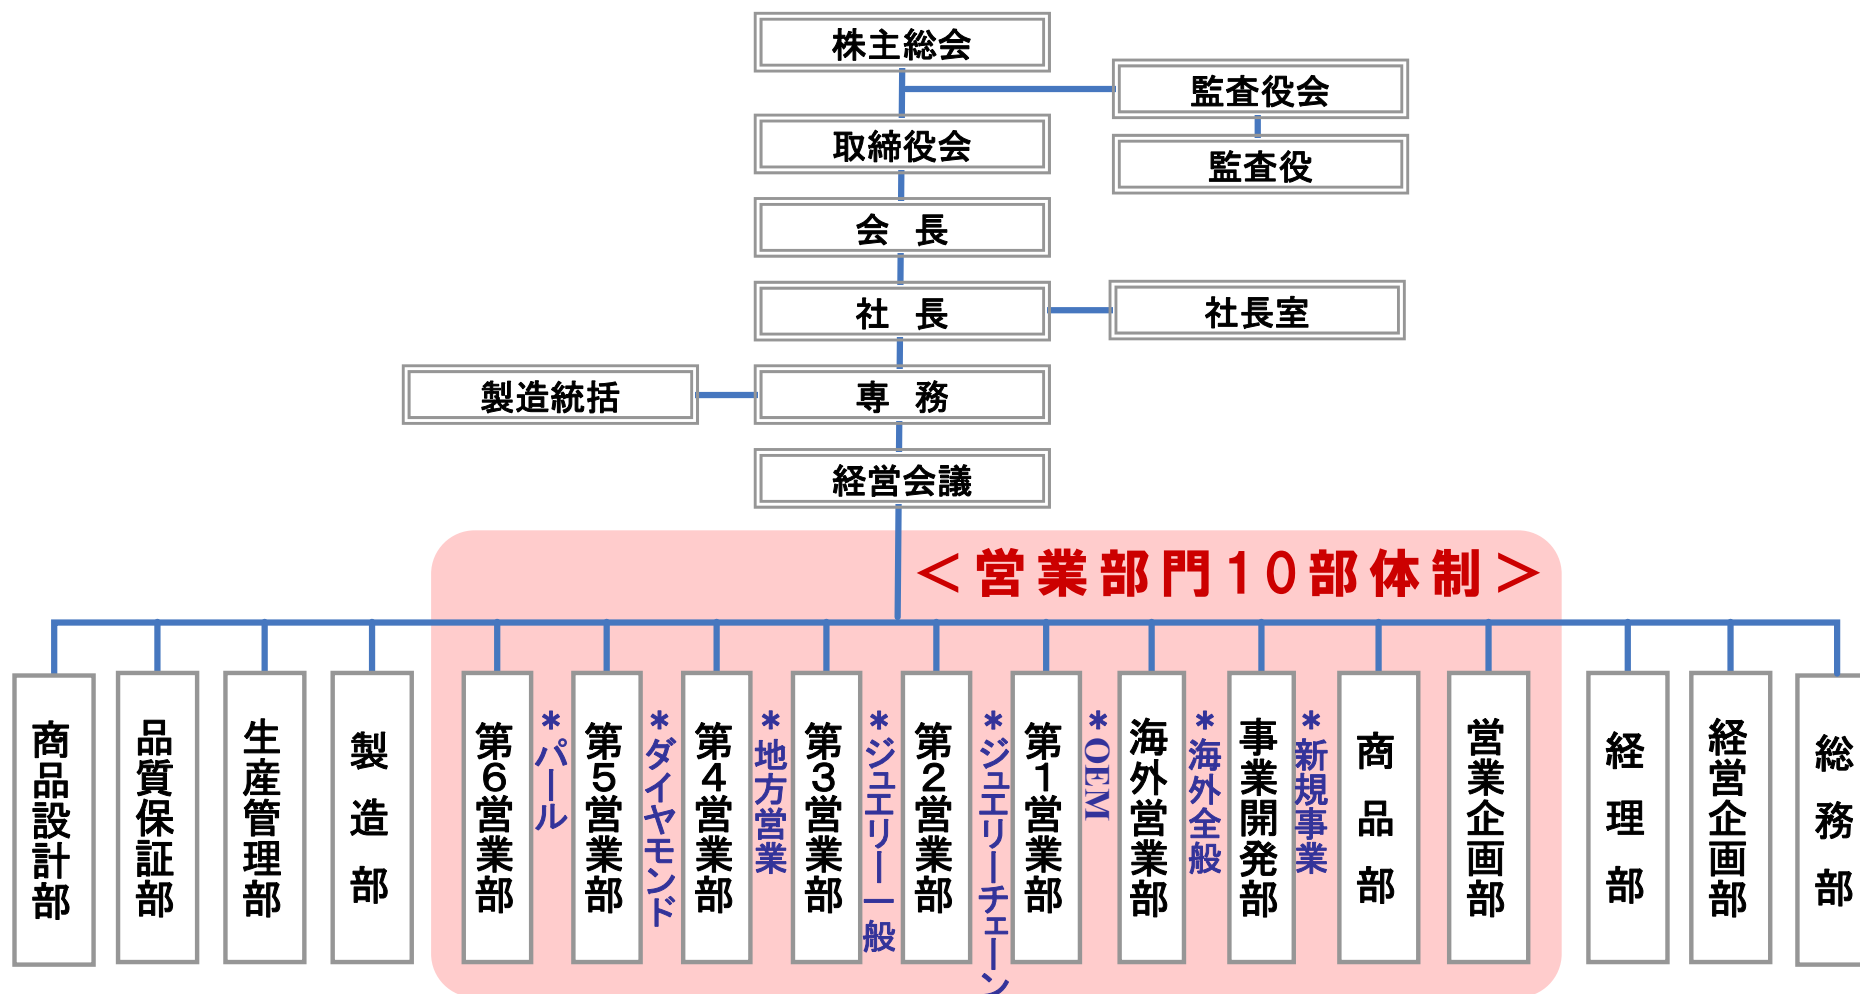 株主総会
監査役会
取締役会
監査役
会 長
社 長
社長室
製造統括
専 務
経営会議
＜営業部門１０部体制＞
商品設計部
品質保証部
生産管理部
製造部
第６営業部
＊パール
第５営業部
＊ダイヤモンド
第４営業部
＊地方営業
第３営業部
＊ジュエリー一般
第２営業部
＊ジュエリーチェーン
第１営業部
＊OEM
海外営業部
＊海外全般
事業開発部
＊新規事業
商品部
営業企画部
経理部
経営企画部
総務部